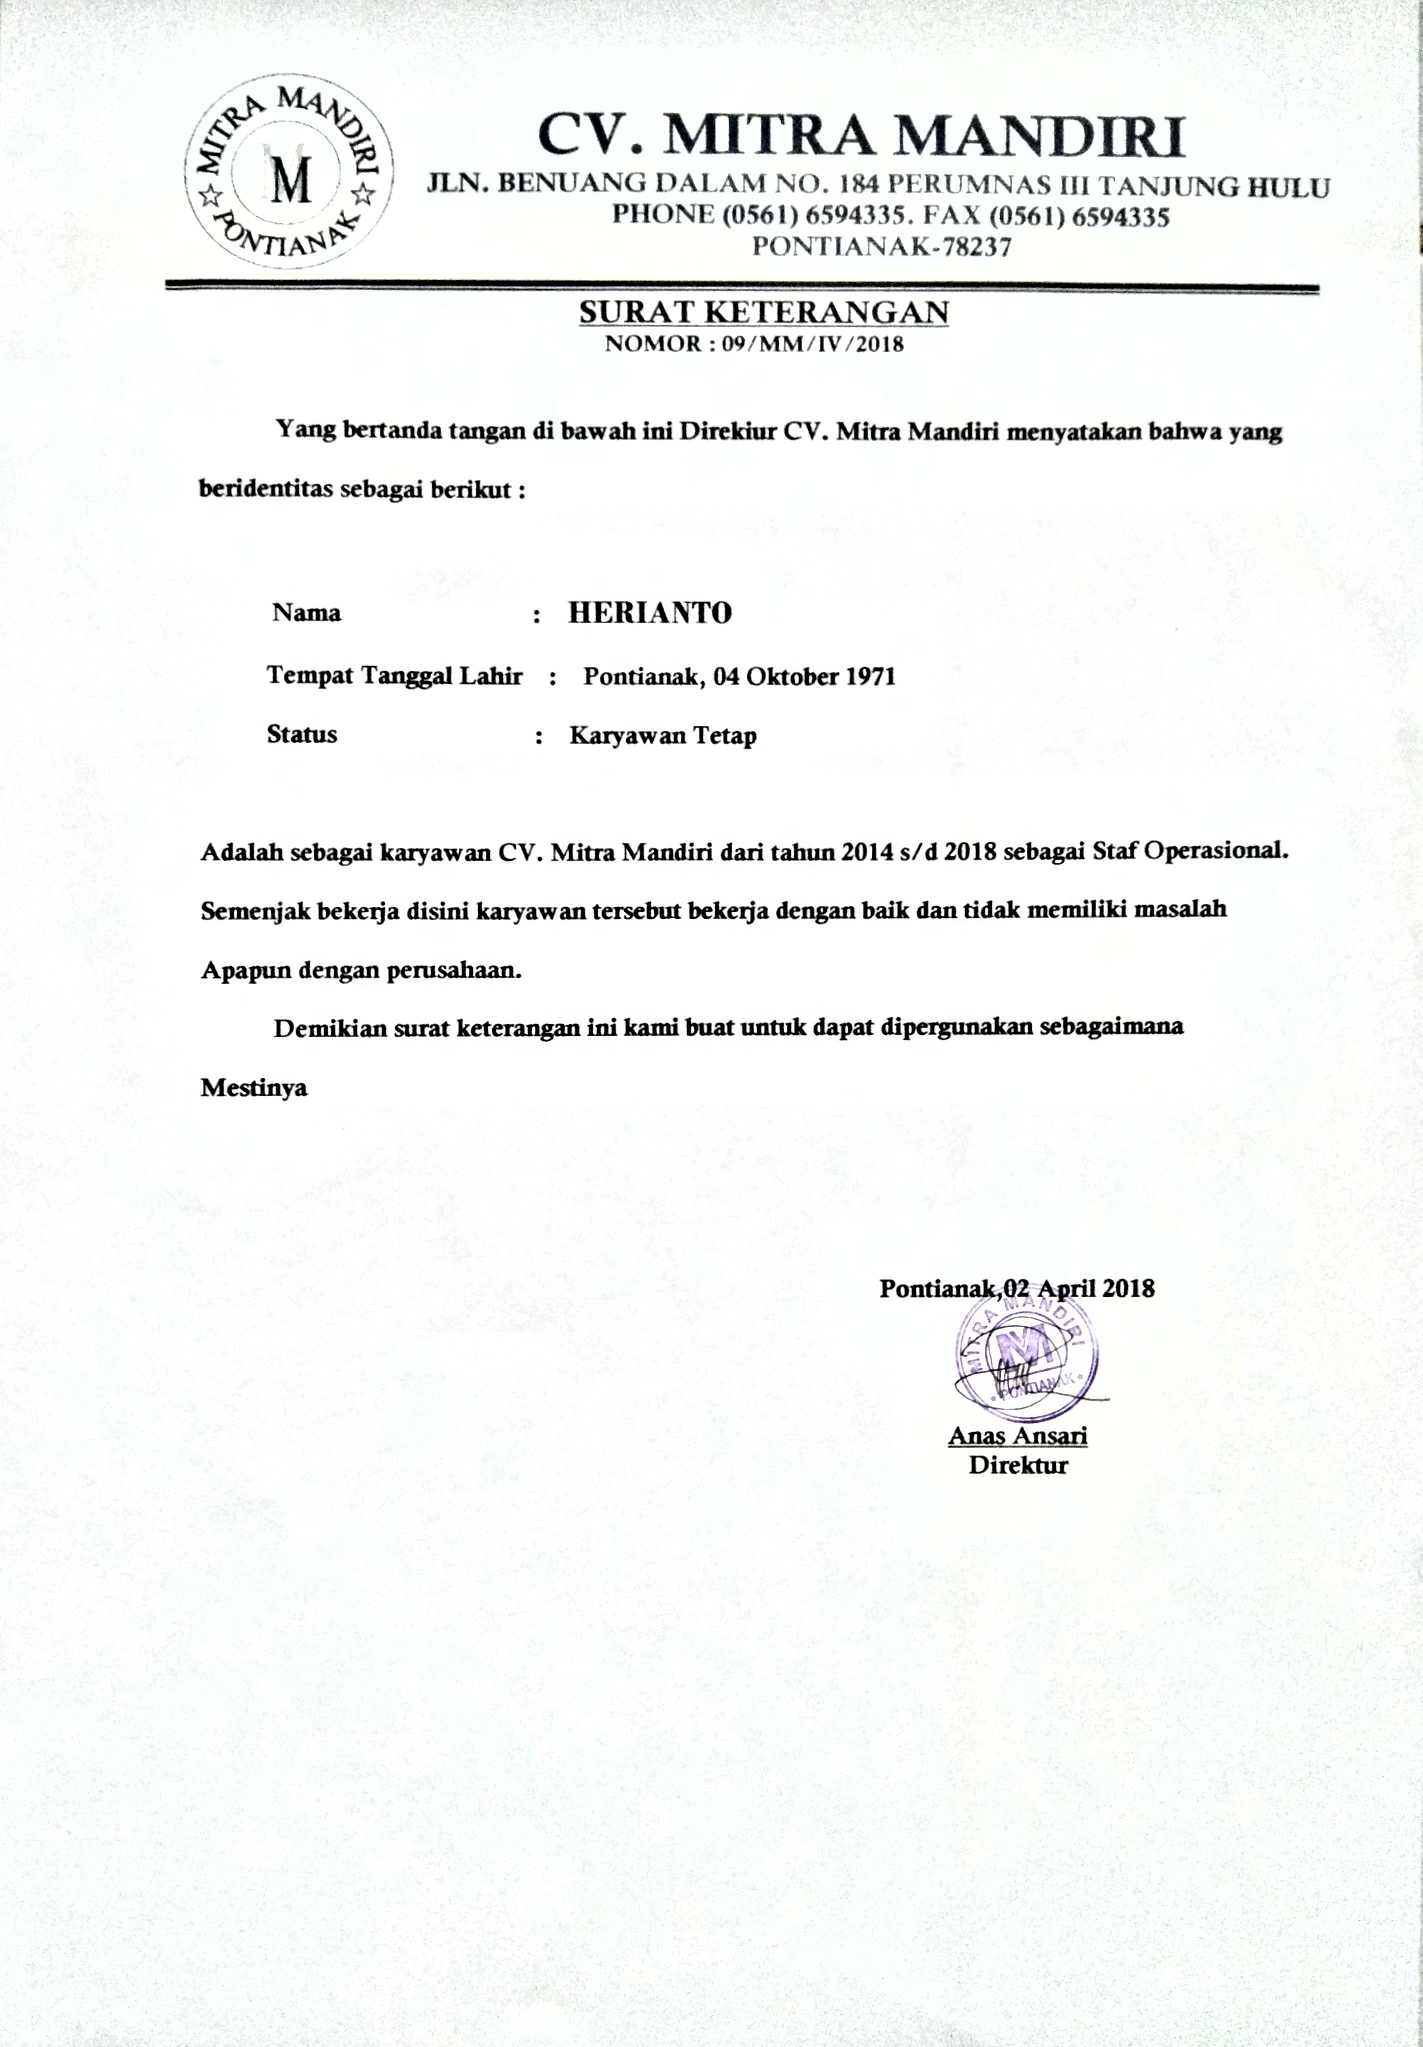 MITRA MANDIRI
M
PONTIANAK
CV. MITRA MANDIRI
JLN. BENUANG DALAM NO. 184 PERUMNAS III TANJUNG HULU
PHONE (0561) 6594335. FAX (0561) 6594335
PONTIANAK-78237
SURAT KETERANGAN
NOMOR : 09/MM/IV/2018
Yang bertanda tangan di bawah ini Direkiur CV. Mitra Mandiri menyatakan bahwa yang
beridentitas sebagai berikut :
Nama : HERIANTO
Tempat Tanggal Lahir : Pontianak, 04 Oktober 1971
Status : Karyawan Tetap
Adalah sebagai karyawan CV. Mitra Mandiri dari tahun 2014 s/d 2018 sebagai Staf Operasional.
Semenjak bekerja disini karyawan tersebut bekerja dengan baik dan tidak memiliki masalah
Apapun dengan perusahaan.
Demikian surat keterangan ini kami buat untuk dapat dipergunakan sebagaimana
Mestinya
Pontianak,02 April 2018
MITRA MANDIRI
M
PONTIANAK
Anas Ansari
Direktur